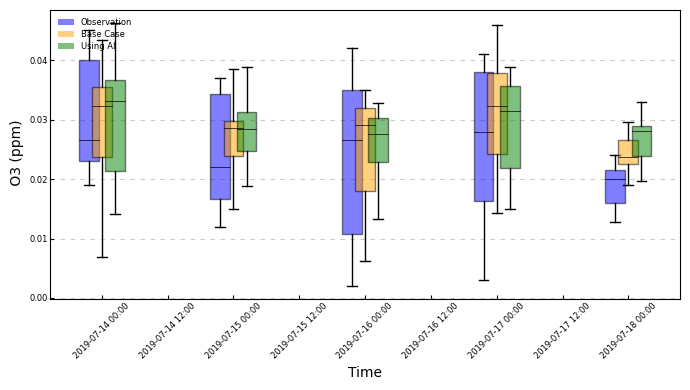 Observation
Base Case
Using AI
O3 (ppm)
0.04
0.03
0.02
0.01
0.00
2019-07-14 00:00
2019-07-14 12:00
2019-07-15 00:00
2019-07-15 12:00
2019-07-16 00:00
2019-07-16 12:00
2019-07-17 00:00
2019-07-17 12:00
2019-07-18 00:00
Time